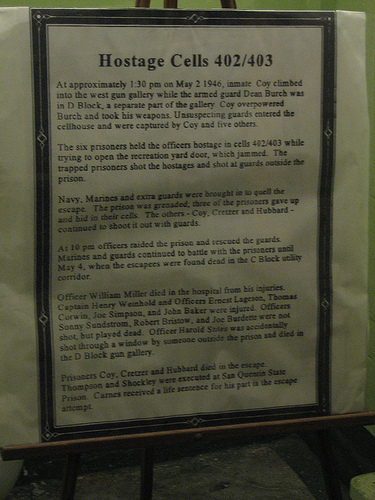 Hostage Cells 402/403
At approximately 1:30 pm on May 2 1946, inmate Coy climbed
into the west gun gallery while the armed guard Dean Burch was
in D Block, a separate part of the gallery. Coy overpowered
Burch and took his weapons. Unsuspecting guards entered the
cellhouse and were captured by Coy and five others.
The six prisoners held the officers hostage in cells 402/403 while
trying to open the recreation yard door, which jammed. The
trapped prisoners shot the hostages and shot at guards outside the
prison.
Navy, Marines and extra guards were brought in to quell the
escape. The prison was grenaded; three of the prisoners gave up
and hid in their cells. The others - Coy, Cretzer and Hubbard -
continued to shoot it out with guards.
At 10 pm officers raided the prison and rescued the guards.
Marines and guards continued to battle with the prisoners until
May 4, when the escapees were found dead in the C Block utility
corridor.
Officer William Miller died in the hospital from his injuries.
Captain Henry Weinhold and Officers Ernest Lageson, Thomas
Corwin, Joe Simpson, and John Baker were injured. Officers
Sonny Sundstrom, Robert Bristow, and Joe Burdette were not
shot, but played dead. Officer Harold Stites was accidentally
shot through a window by someone outside the prison and died in
the D Block gun gallery.
Prisoners Coy, Cretzer and Hubbard died in the escape.
Thompson and Shockley were executed at San Quentin State
Prison. Carnes received a life sentence for his part is the escape
attempt.